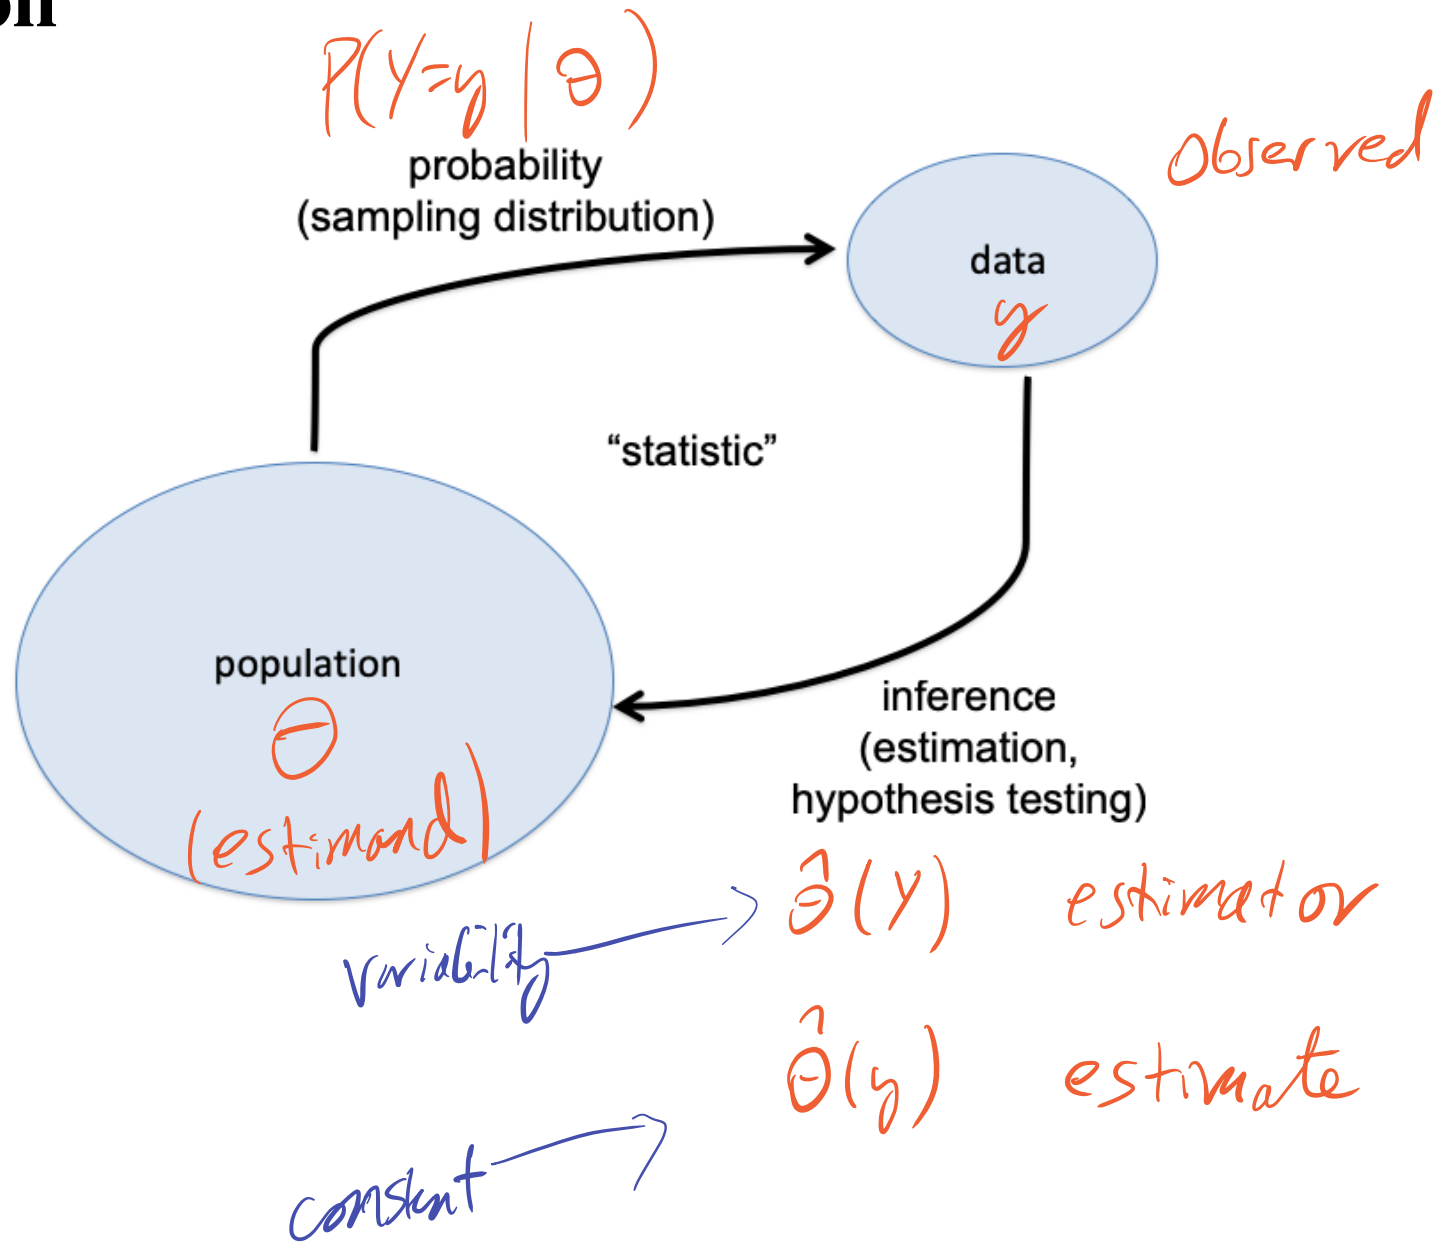 P(Y=y | θ)
probability
(sampling distribution)
Observed
data
y
“statistic”
population
θ
(estimand)
inference
(estimation,
hypothesis testing)
variability
θ̂(Y) estimator
θ̂(y) estimate
constant